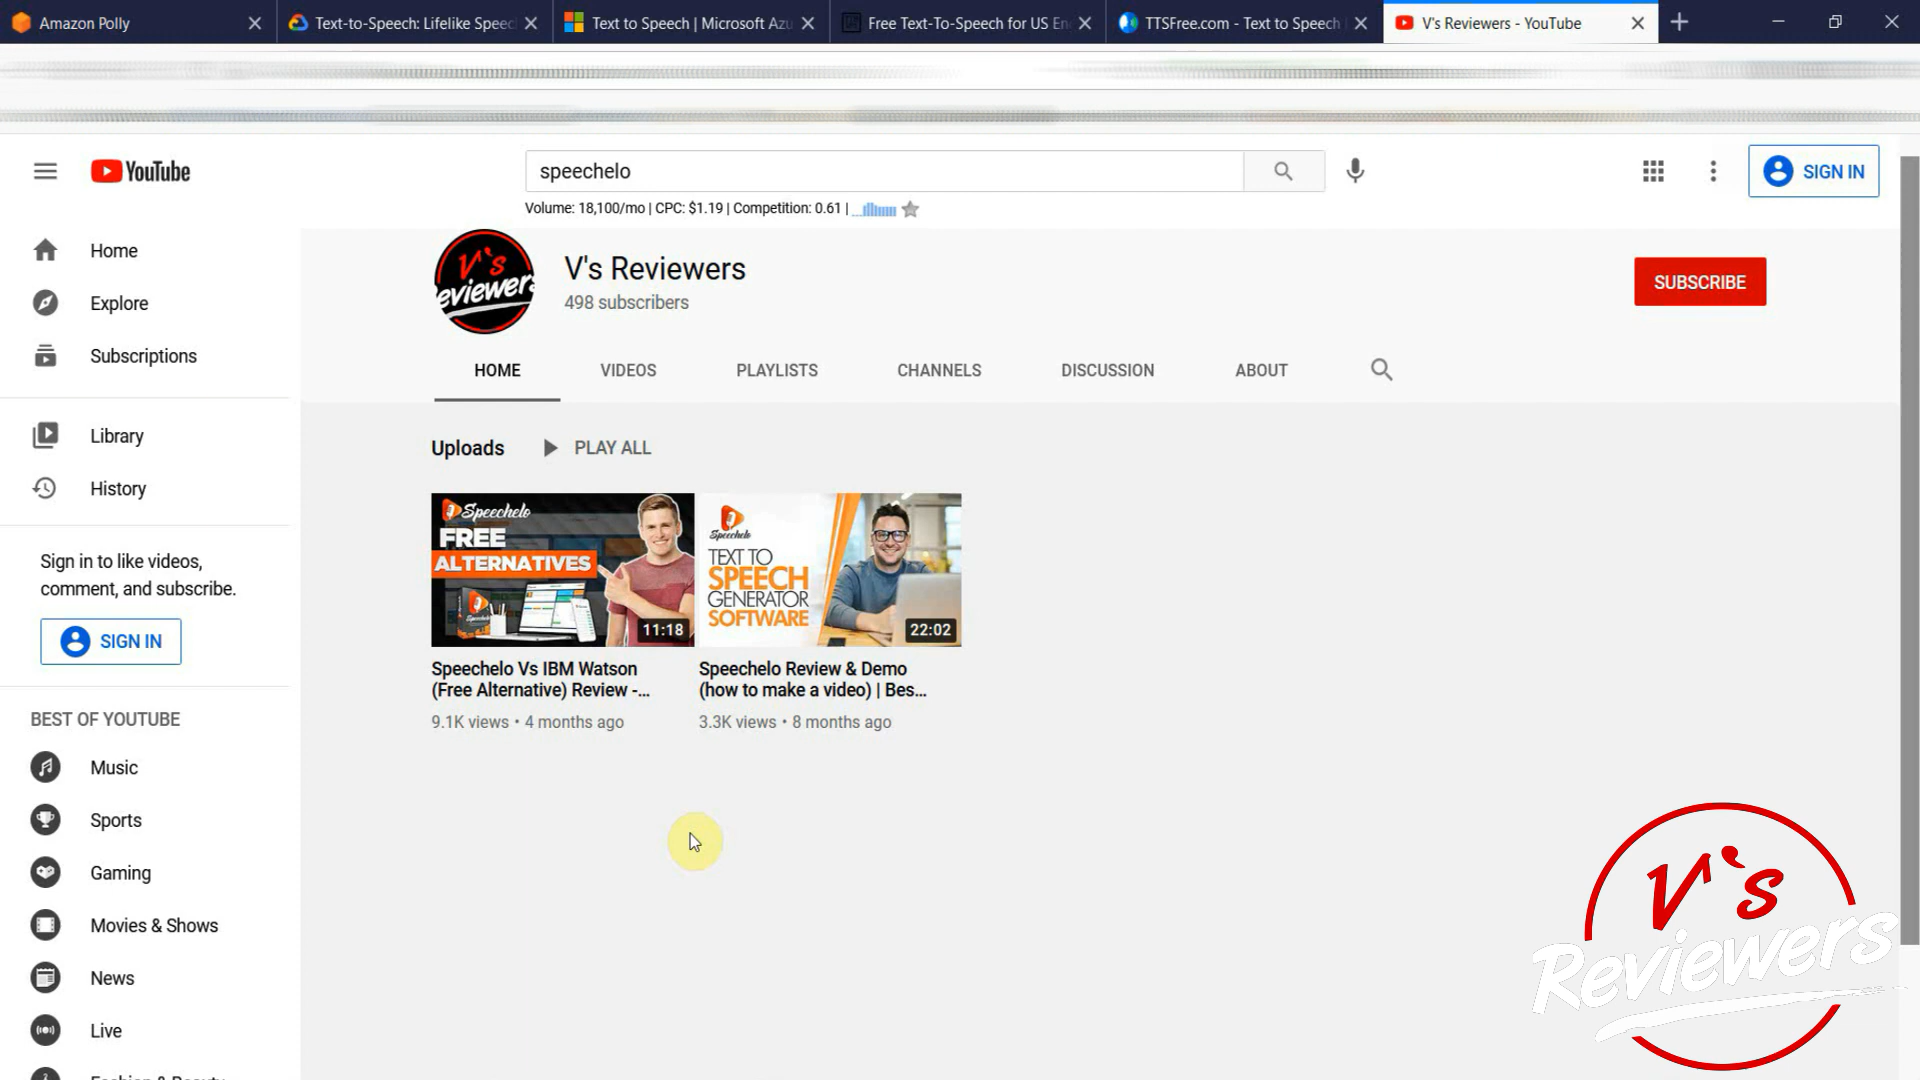 Amazon Polly
Text-to-Speech: Lifelike Speec
Text to Speech | Microsoft Azu
Free Text-To-Speech for US En
TTSFree.com - Text to Speech
V's Reviewers - YouTube
YouTube
speechelo
SIGN IN
Volume: 18,100/mo | CPC: $1.19 | Competition: 0.61 |
Home
Explore
Subscriptions
Library
History
Sign in to like videos,
comment, and subscribe.
SIGN IN
BEST OF YOUTUBE
Music
Sports
Gaming
Movies & Shows
News
Live
V's
Reviewers
V's Reviewers
498 subscribers
SUBSCRIBE
HOME
VIDEOS
PLAYLISTS
CHANNELS
DISCUSSION
ABOUT
Uploads
PLAY ALL
Speechelo
FREE
ALTERNATIVES
11:18
Speechelo
TEXT TO
SPEECH
GENERATOR
SOFTWARE
22:02
Speechelo Vs IBM Watson
(Free Alternative) Review -...
9.1K views • 4 months ago
Speechelo Review & Demo
(how to make a video) | Bes...
3.3K views • 8 months ago
V's
Reviewers